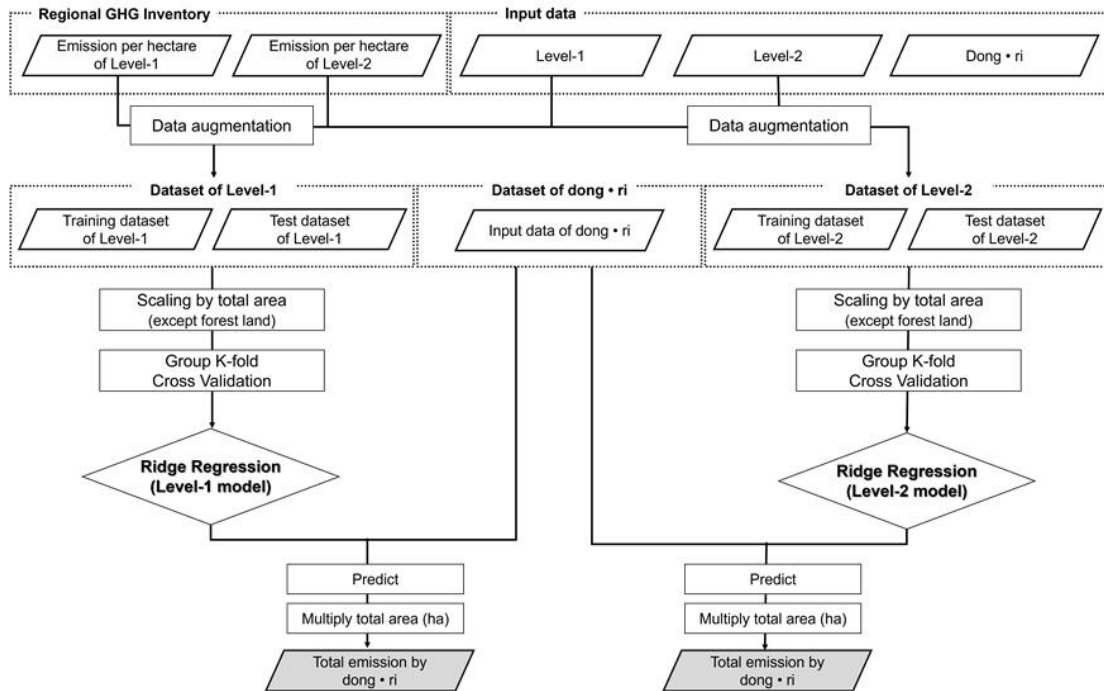 Regional GHG Inventory
Input data
Emission per hectare
of Level-1
Emission per hectare
of Level-2
Level-1
Level-2
Dong • ri
Data augmentation
Data augmentation
Dataset of Level-1
Dataset of dong • ri
Dataset of Level-2
Training dataset
of Level-1
Test dataset
of Level-1
Input data of dong • ri
Training dataset
of Level-2
Test dataset
of Level-2
Scaling by total area
(except forest land)
Scaling by total area
(except forest land)
Group K-fold
Cross Validation
Group K-fold
Cross Validation
Ridge Regression
(Level-1 model)
Ridge Regression
(Level-2 model)
Predict
Predict
Multiply total area (ha)
Multiply total area (ha)
Total emission by
dong • ri
Total emission by
dong • ri